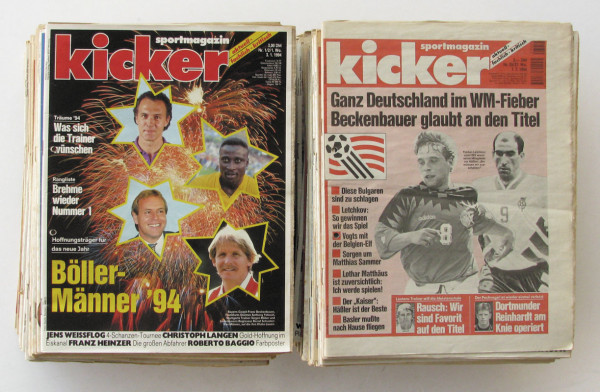 sportmagazin
kicker
Träume '94
Was sich
die Trainer
wünschen
Rangliste
Brehme
wieder
Nummer 1
Hoffnungsträger für
das neue Jahr
Böller-
Männer '94
JENS WEISSFLOG 4-Schanzen-Tournee CHRISTOPH LANGEN Gold-Hoffnung im
Eiskanal FRANZ HEINZER Die großen Abfahrer ROBERTO BAGGIO Farbposter
sportmagazin
kicker
Ganz Deutschland im WM-Fieber
Beckenbauer glaubt an den Titel
Diese Bulgaren
sind zu schlagen
Letchkov:
So gewinnen
wir das Spiel
Vogts mit
der Belgien-Elf
Sorgen um
Matthias Sammer
Lothar Matthäus
ist zuversichtlich:
Ich werde spielen!
Der „Kaiser":
Häßler ist der Beste
Basler mußte
nach Hause fliegen
8
9
Rausch: Wir
sind Favorit
auf den Titel
Dortmunder
Reinhardt am
Knie operiert